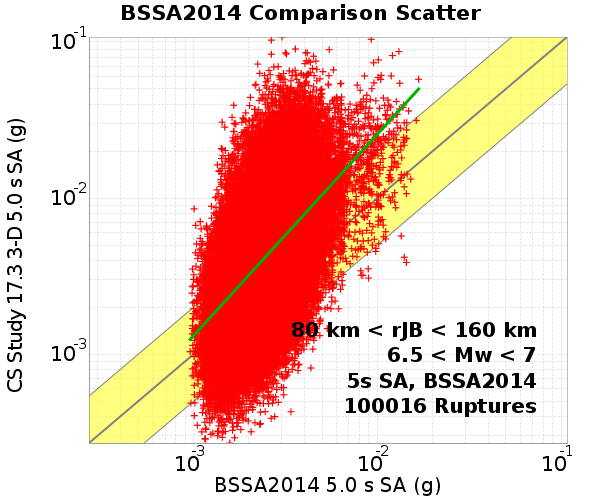 BSSA2014 Comparison Scatter
CS Study 17.3 3-D 5.0 s SA (g)
10-1
10-2
10-3
80 km < rJB < 160 km
6.5 < Mw < 7
5s SA, BSSA2014
100016 Ruptures
10-3 10-2 10-1
BSSA2014 5.0 s SA (g)